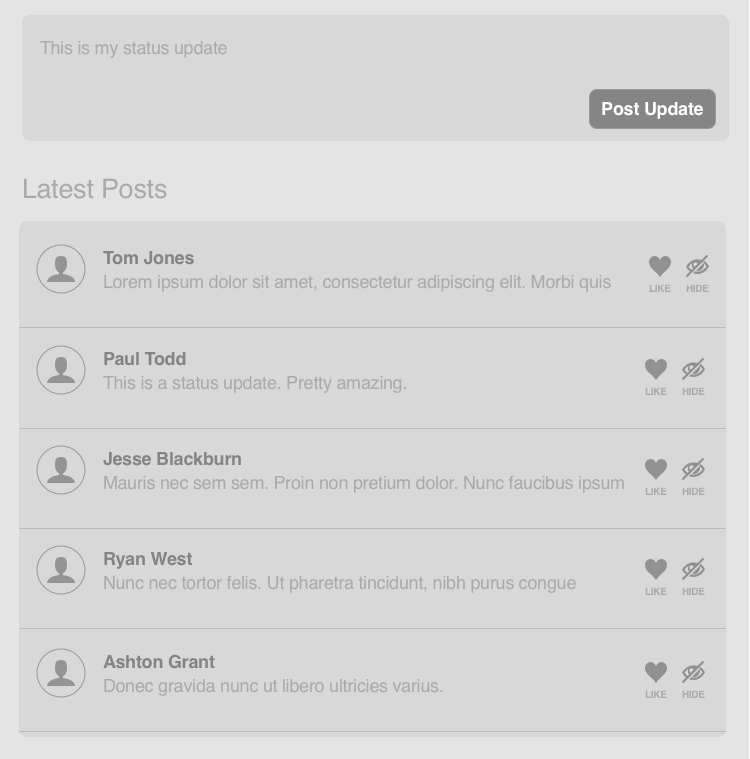 This is my status update
Post Update
Latest Posts
Tom Jones
Lorem ipsum dolor sit amet, consectetur adipiscing elit. Morbi quis
LIKE HIDE
Paul Todd
This is a status update. Pretty amazing.
LIKE HIDE
Jesse Blackburn
Mauris nec sem sem. Proin non pretium dolor. Nunc faucibus ipsum
LIKE HIDE
Ryan West
Nunc nec tortor felis. Ut pharetra tincidunt, nibh purus congue
LIKE HIDE
Ashton Grant
Donec gravida nunc ut libero ultricies varius.
LIKE HIDE